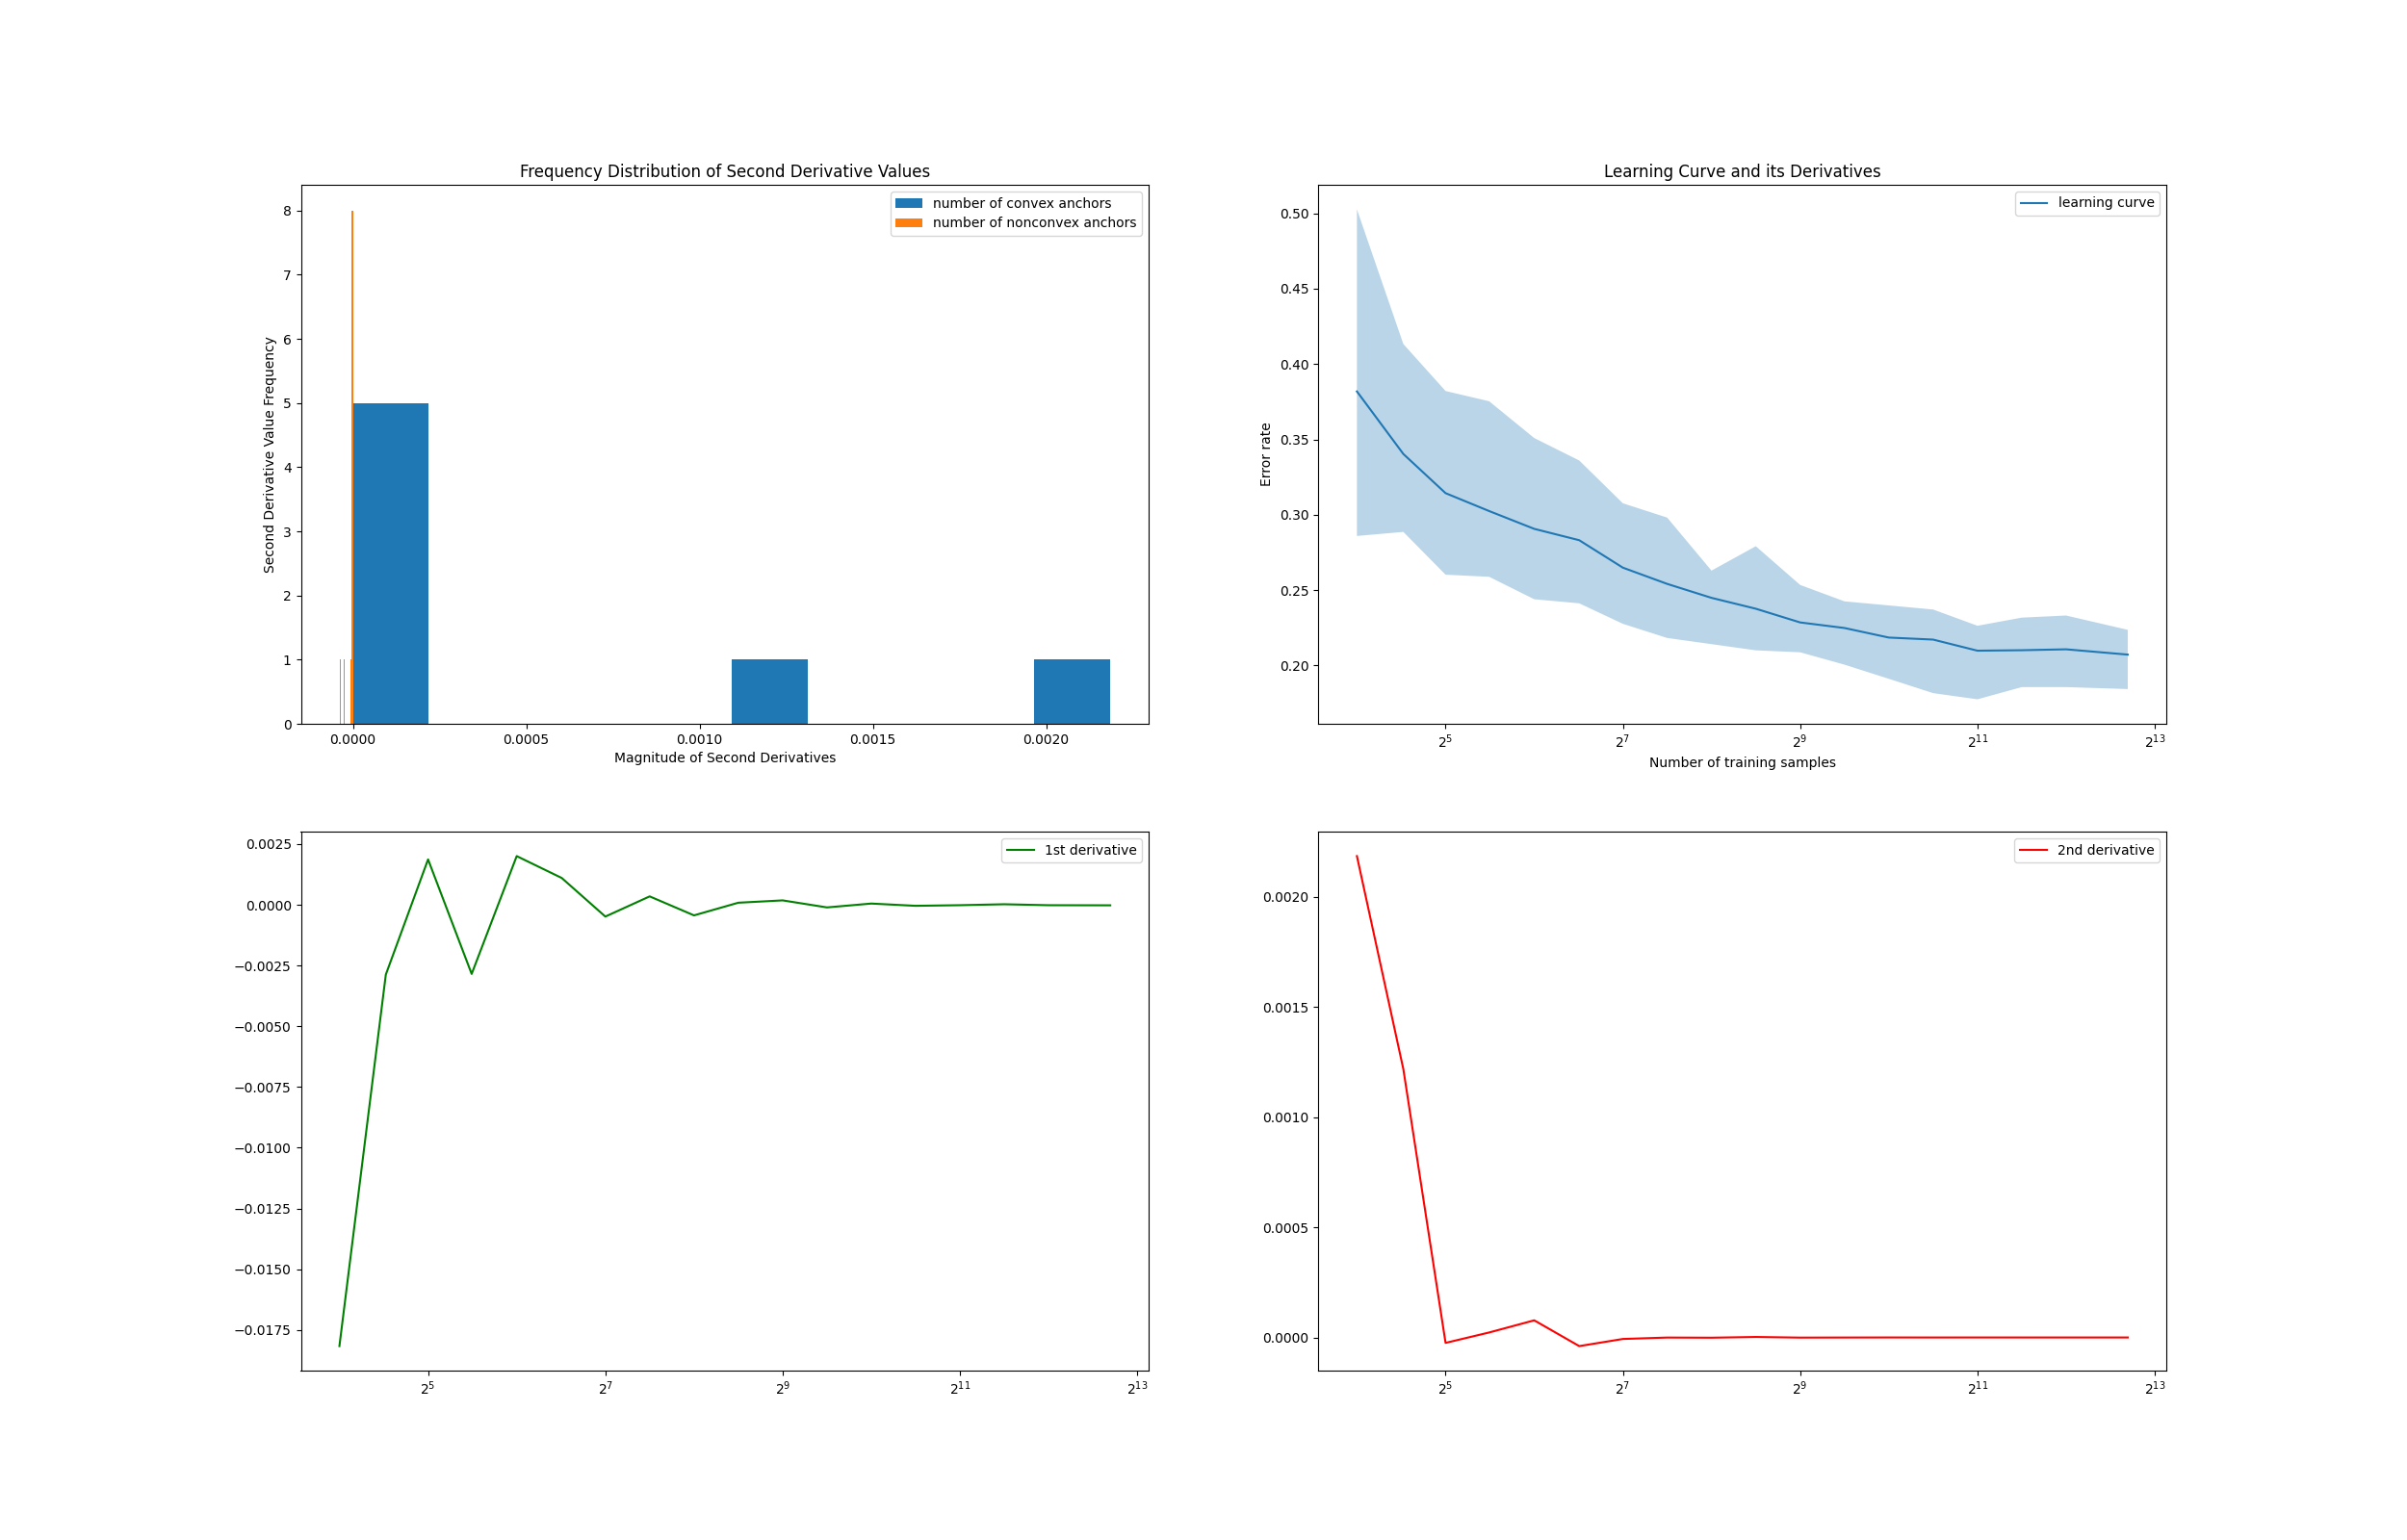 Frequency Distribution of Second Derivative Values
number of convex anchors
number of nonconvex anchors
8
7
6
5
4
3
2
1
0
Second Derivative Value Frequency
0.0000 0.0005 0.0010 0.0015 0.0020
Magnitude of Second Derivatives
Learning Curve and its Derivatives
learning curve
0.50
0.45
0.40
0.35
0.30
0.25
0.20
Error rate
2^5 2^7 2^9 2^11 2^13
Number of training samples
1st derivative
0.0025
0.0000
−0.0025
−0.0050
−0.0075
−0.0100
−0.0125
−0.0150
−0.0175
2^5 2^7 2^9 2^11 2^13
2nd derivative
0.0020
0.0015
0.0010
0.0005
0.0000
2^5 2^7 2^9 2^11 2^13